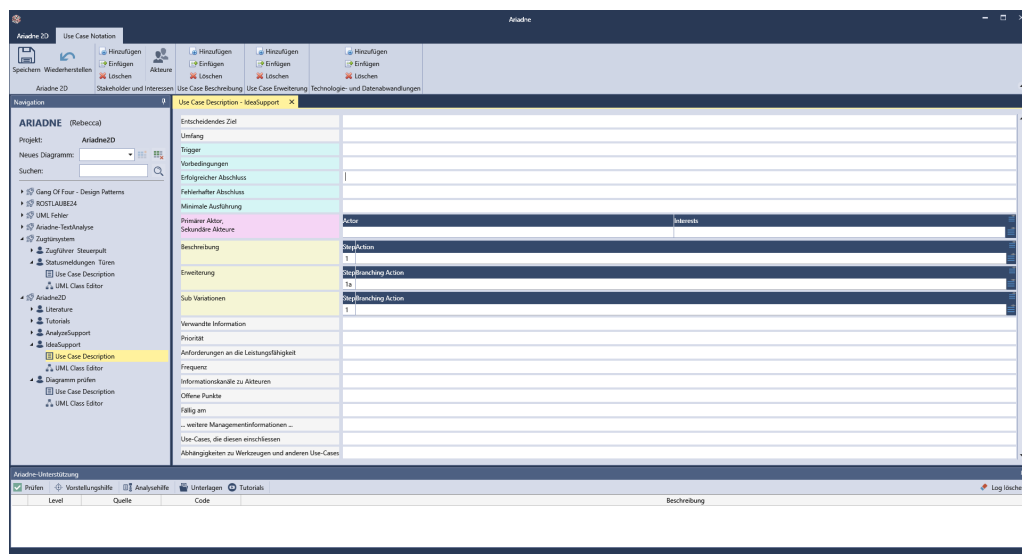 Ariadne
Ariadne 2D Use Case Notation
Speichern Wiederherstellen
Hinzufügen
Einfügen
Löschen
Akteure
Hinzufügen
Einfügen
Löschen
Hinzufügen
Einfügen
Löschen
Hinzufügen
Einfügen
Löschen
Ariadne 2D Stakeholder und Interessen Use Case Beschreibung Use Case Erweiterung Technologie- und Datenabwandlungen
Navigation
ARIADNE (Rebecca)
Projekt: Ariadne2D
Neues Diagramm:
Suchen:
Gang Of Four - Design Patterns
ROSTLAUBE24
UML Fehler
Ariadne-TextAnalyse
Zugtürsystem
Zugführer Steuerpult
Statusmeldungen Türen
Use Case Description
UML Class Editor
Ariadne2D
Literature
Tutorials
AnalyzeSupport
IdeaSupport
Use Case Description
UML Class Editor
Diagramm prüfen
Use Case Description
UML Class Editor
Use Case Description - IdeaSupport
Entscheidendes Ziel
Umfang
Trigger
Vorbedingungen
Erfolgreicher Abschluss
Fehlerhafter Abschluss
Minimale Ausführung
Primärer Aktor,
Sekundäre Akteure
Actor Interests
Beschreibung
Step Action
1
Erweiterung
Step Branching Action
1a
Sub Variationen
Step Branching Action
1
Verwandte Information
Priorität
Anforderungen an die Leistungsfähigkeit
Frequenz
Informationskanäle zu Akteuren
Offene Punkte
Fällig am
... weitere Managementinformationen ...
Use-Cases, die diesen einschliessen
Abhängigkeiten zu Werkzeugen und anderen Use-Cases
Ariadne-Unterstützung
Prüfen Vorstellungshilfe Analysehilfe Unterlagen Tutorials Log lösche
Level Quelle Code Beschreibung